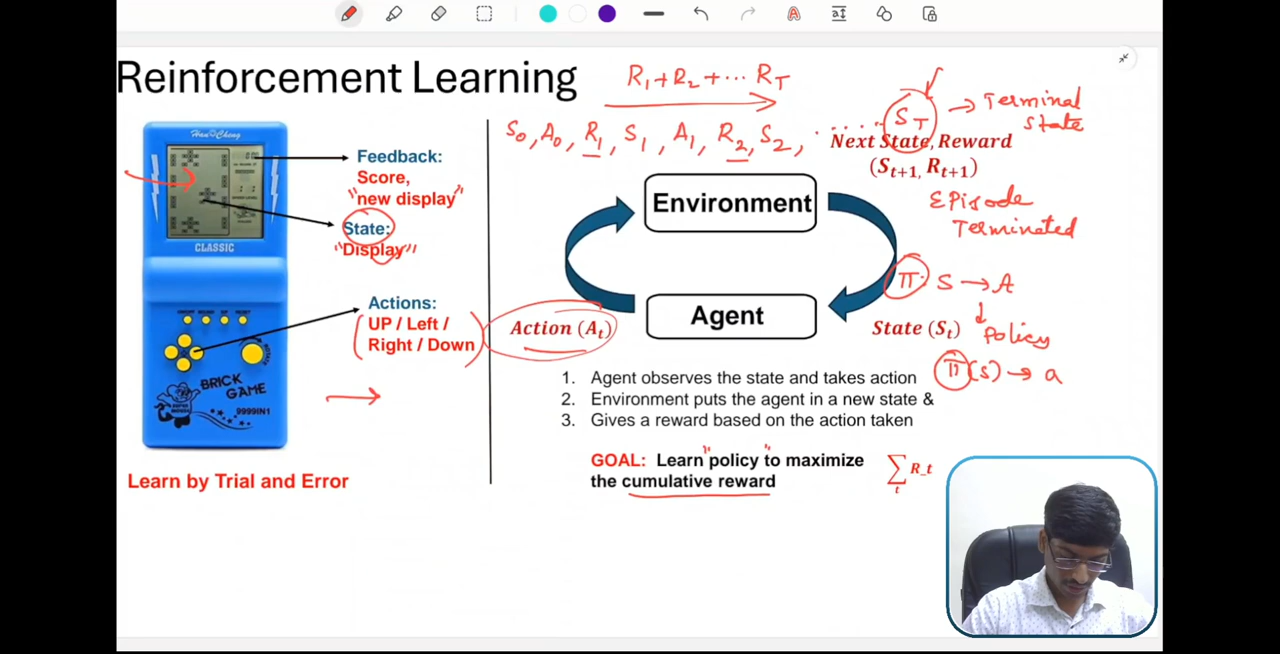 Reinforcement Learning
R1+R2+... RT
S0, A0, R1, S1, A1, R2, S2, ...... ST → Terminal State
Next State, Reward
(St+1, Rt+1)
Episode
Terminated
Feedback:
Score,
"new display"
State:
"Display"
CLASSIC
Actions:
UP / Left /
Right / Down
BRICK
GAME
9999IN1
Learn by Trial and Error
Environment
Agent
Action (At)
State (St)
π: S → A
Policy
π(s) → a
1. Agent observes the state and takes action
2. Environment puts the agent in a new state &
3. Gives a reward based on the action taken
GOAL: Learn "policy" to maximize
the cumulative reward
∑t R_t